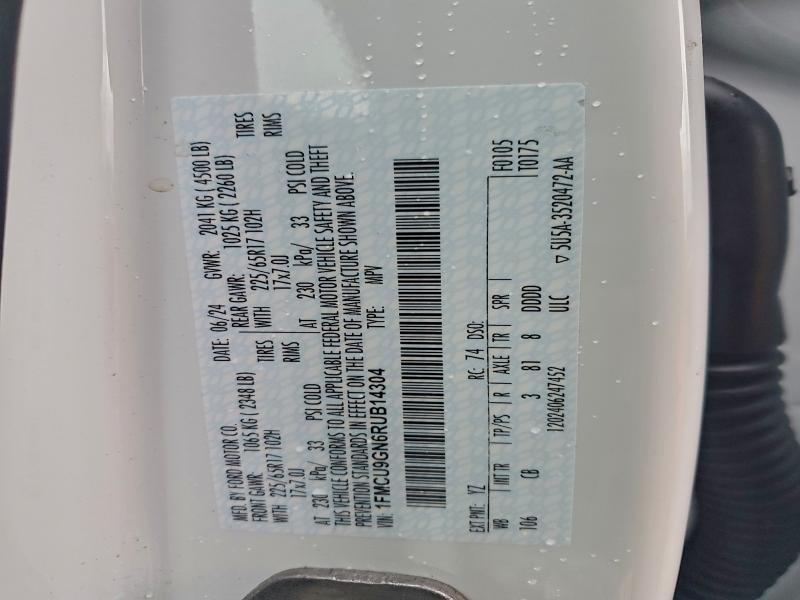 MFD. BY FORD MOTOR CO.
DATE: 06/24 GVWR: 2041 KG ( 4500 LB)
FRONT GAWR: 1065 KG ( 2348 LB) REAR GAWR: 1025 KG ( 2260 LB)
WITH 225/65R17 102H TIRES WITH 225/65R17 102H TIRES
17x7.0J RIMS 17x7.0J RIMS
AT 230 kPa/ 33 PSI COLD AT 230 kPa/ 33 PSI COLD
THIS VEHICLE CONFORMS TO ALL APPLICABLE FEDERAL MOTOR VEHICLE SAFETY AND THEFT
PREVENTION STANDARDS IN EFFECT ON THE DATE OF MANUFACTURE SHOWN ABOVE.
VIN: 1FMCU9GN6RUB14304 TYPE: MPV
F0105
EXT PNT: YZ RC: 74 DSO: T0175
WB INT TR TP/PS R AXLE TR SPR
106 CB 3 81 8 DDDD ▽ 5U5A-3520472-AA
1202406247452 ULC